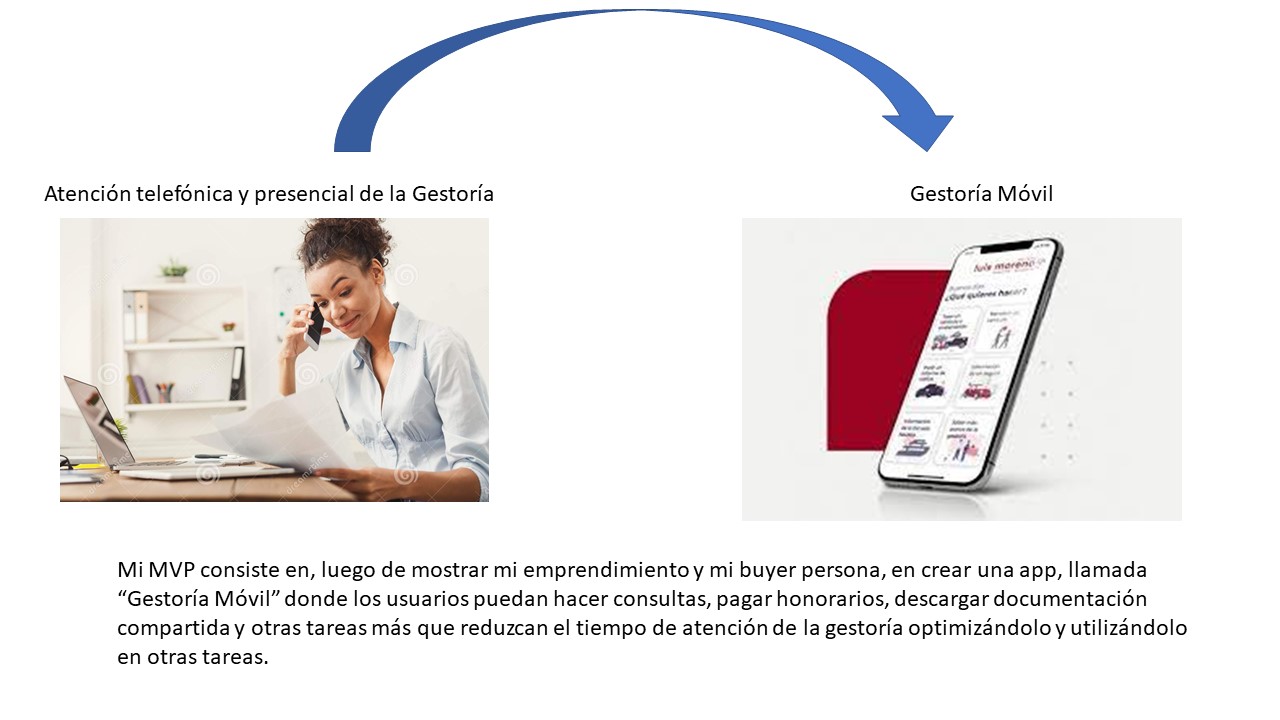 Atención telefónica y presencial de la Gestoría
Gestoría Móvil
luis moreno
¿Qué quieres hacer?
Mi MVP consiste en, luego de mostrar mi emprendimiento y mi buyer persona, en crear una app, llamada
“Gestoría Móvil” donde los usuarios puedan hacer consultas, pagar honorarios, descargar documentación
compartida y otras tareas más que reduzcan el tiempo de atención de la gestoría optimizándolo y utilizándolo
en otras tareas.